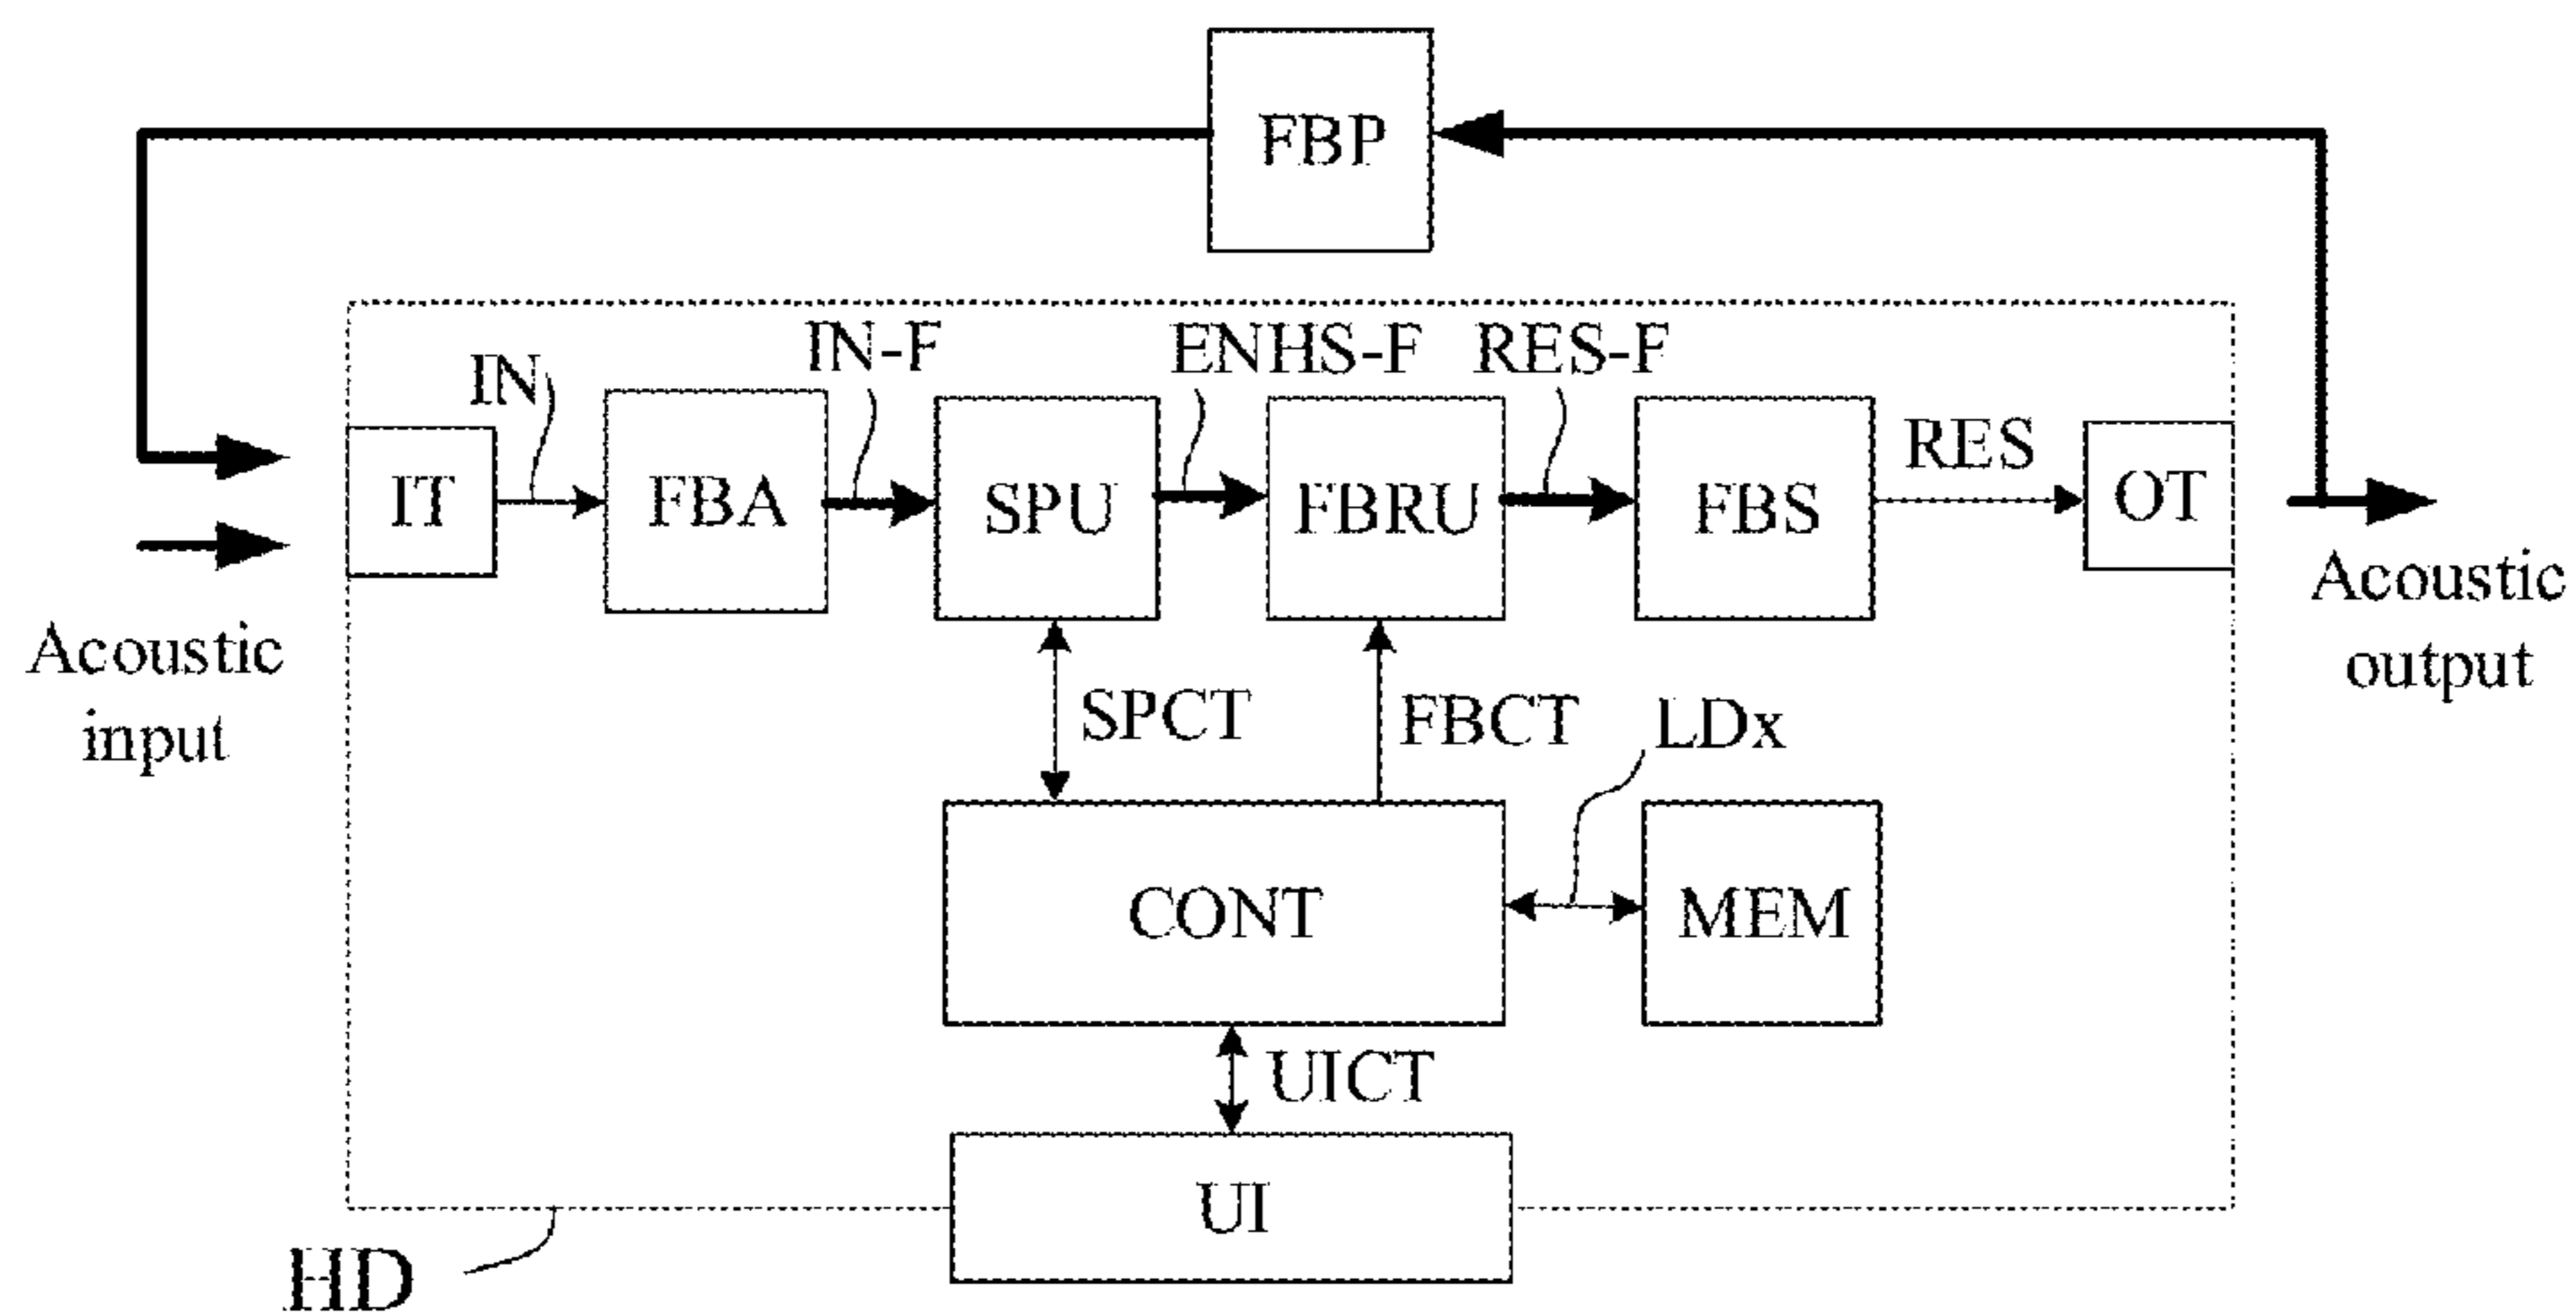 FBP
IN
IN-F
ENHS-F
RES-F
RES
IT
FBA
SPU
FBRU
FBS
OT
Acoustic
input
Acoustic
output
SPCT
FBCT
LDx
CONT
MEM
UICT
UI
HD